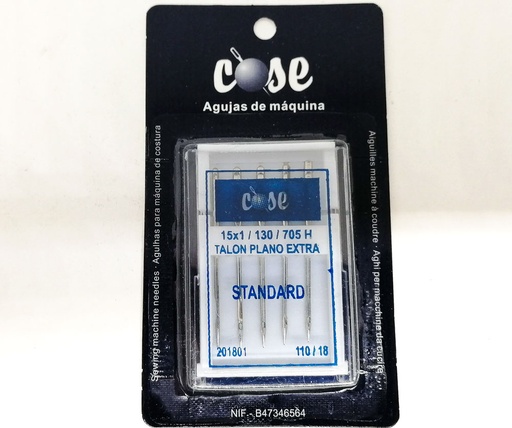 cose
Agujas de máquina
Sewing machine needles · Agulhas para máquina de costura
Aiguilles machine à coudre · Aghi per macchine da cucire
cose
15x1 / 130 / 705 H
TALON PLANO EXTRA
STANDARD
201801 110 / 18
NIF.- B47346564